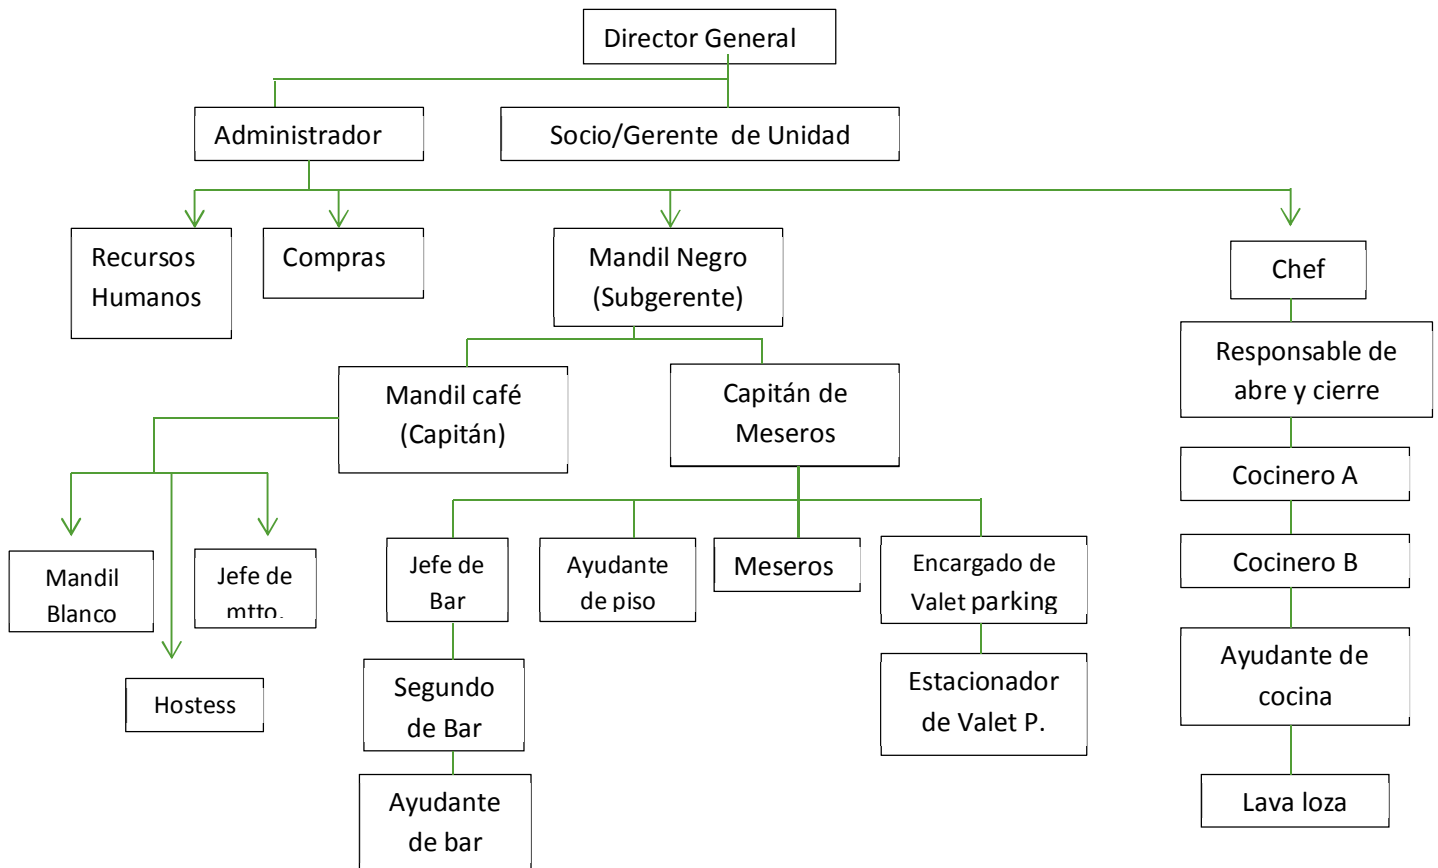 Director General
Administrador
Socio/Gerente de Unidad
Recursos
Humanos
Compras
Mandil Negro
(Subgerente)
Chef
Mandil café
(Capitán)
Capitán de
Meseros
Responsable de
abre y cierre
Cocinero A
Mandil
Blanco
Jefe de
mtto.
Hostess
Jefe de
Bar
Ayudante
de piso
Meseros
Encargado de
Valet parking
Cocinero B
Segundo
de Bar
Estacionador
de Valet P.
Ayudante de
cocina
Ayudante
de bar
Lava loza